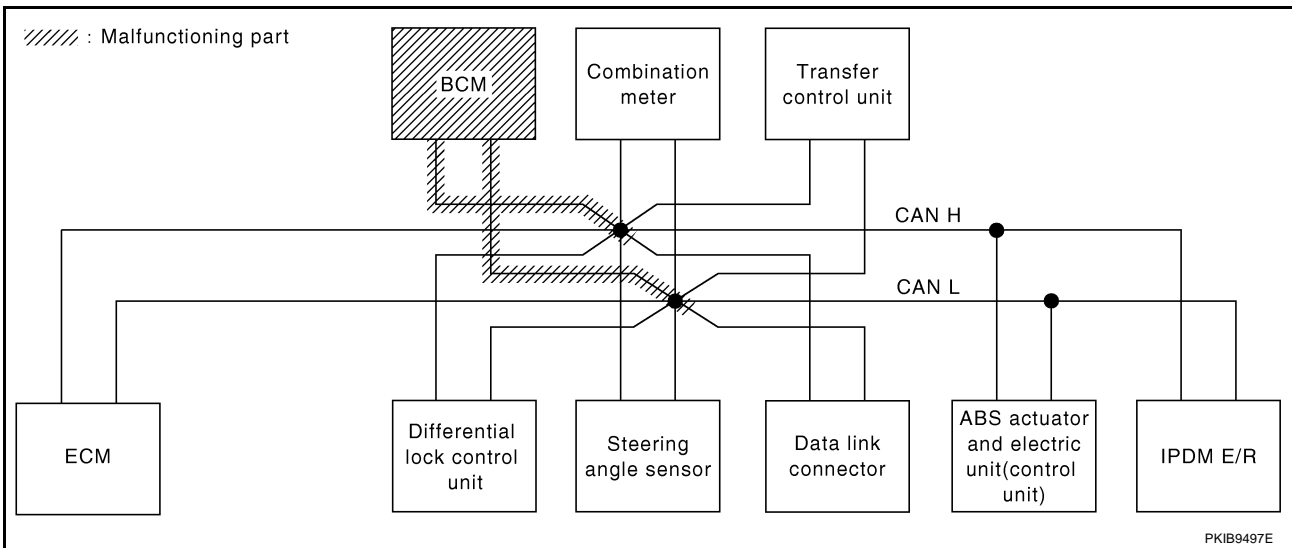 : Malfunctioning part
BCM
Combination
meter
Transfer
control unit
CAN H
CAN L
ECM
Differential
lock control
unit
Steering
angle sensor
Data link
connector
ABS actuator
and electric
unit(control
unit)
IPDM E/R
PKIB9497E